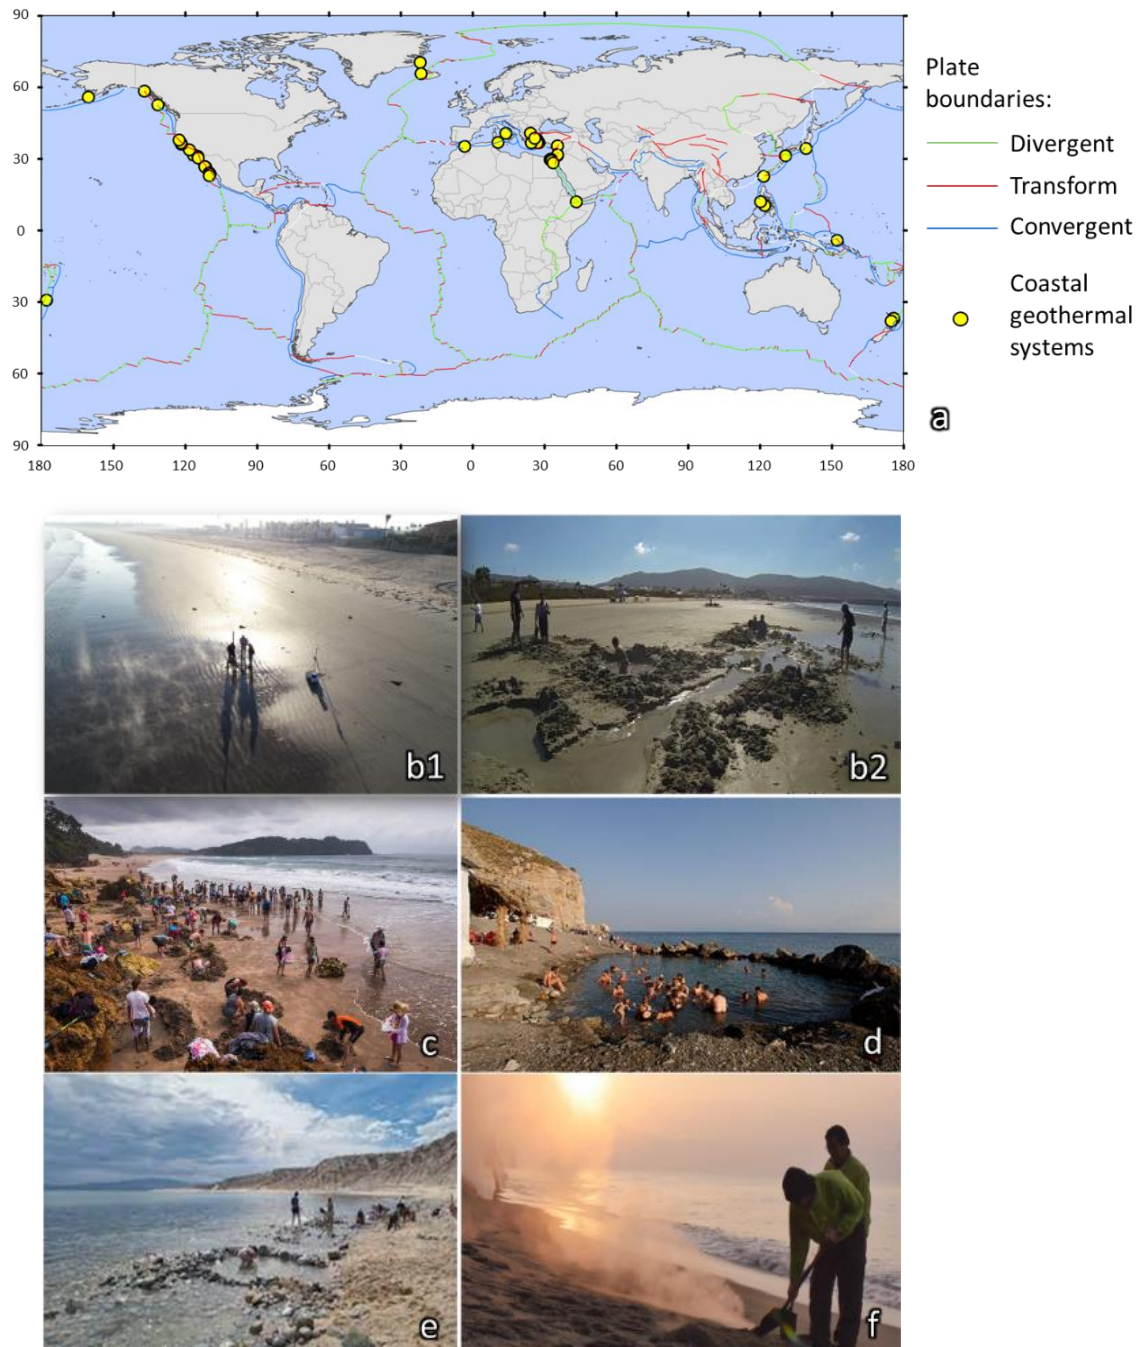 90
60
30
0
30
60
90
180
150
120
90
60
30
0
30
60
90
120
150
180
Plate
boundaries:
Divergent
Transform
Convergent
Coastal
geothermal
systems
a
b1
b2
c
d
e
f